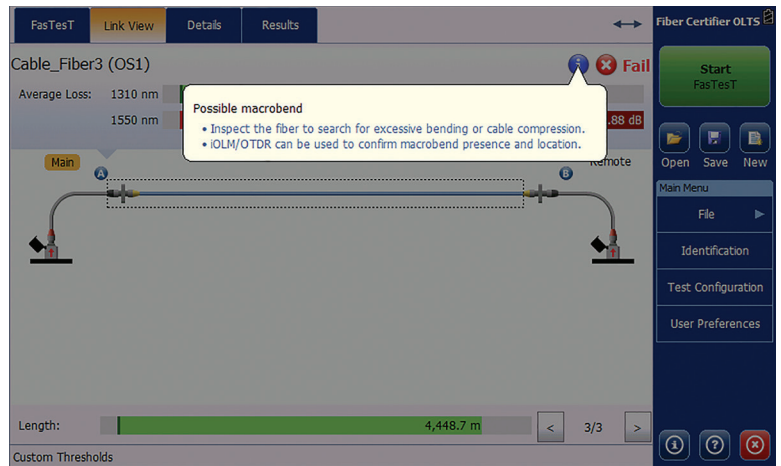 FasTesT
Link View
Details
Results
Fiber Certifier OLTS
Cable_Fiber3 (OS1)
Fail
Start
FasTesT
Average Loss:
1310 nm
1550 nm
.88 dB
Possible macrobend
• Inspect the fiber to search for excessive bending or cable compression.
• iOLM/OTDR can be used to confirm macrobend presence and location.
Open
Save
New
Main
A
B
Remote
Main Menu
File
Identification
Test Configuration
User Preferences
Length:
4,448.7 m
<
3/3
>
Custom Thresholds